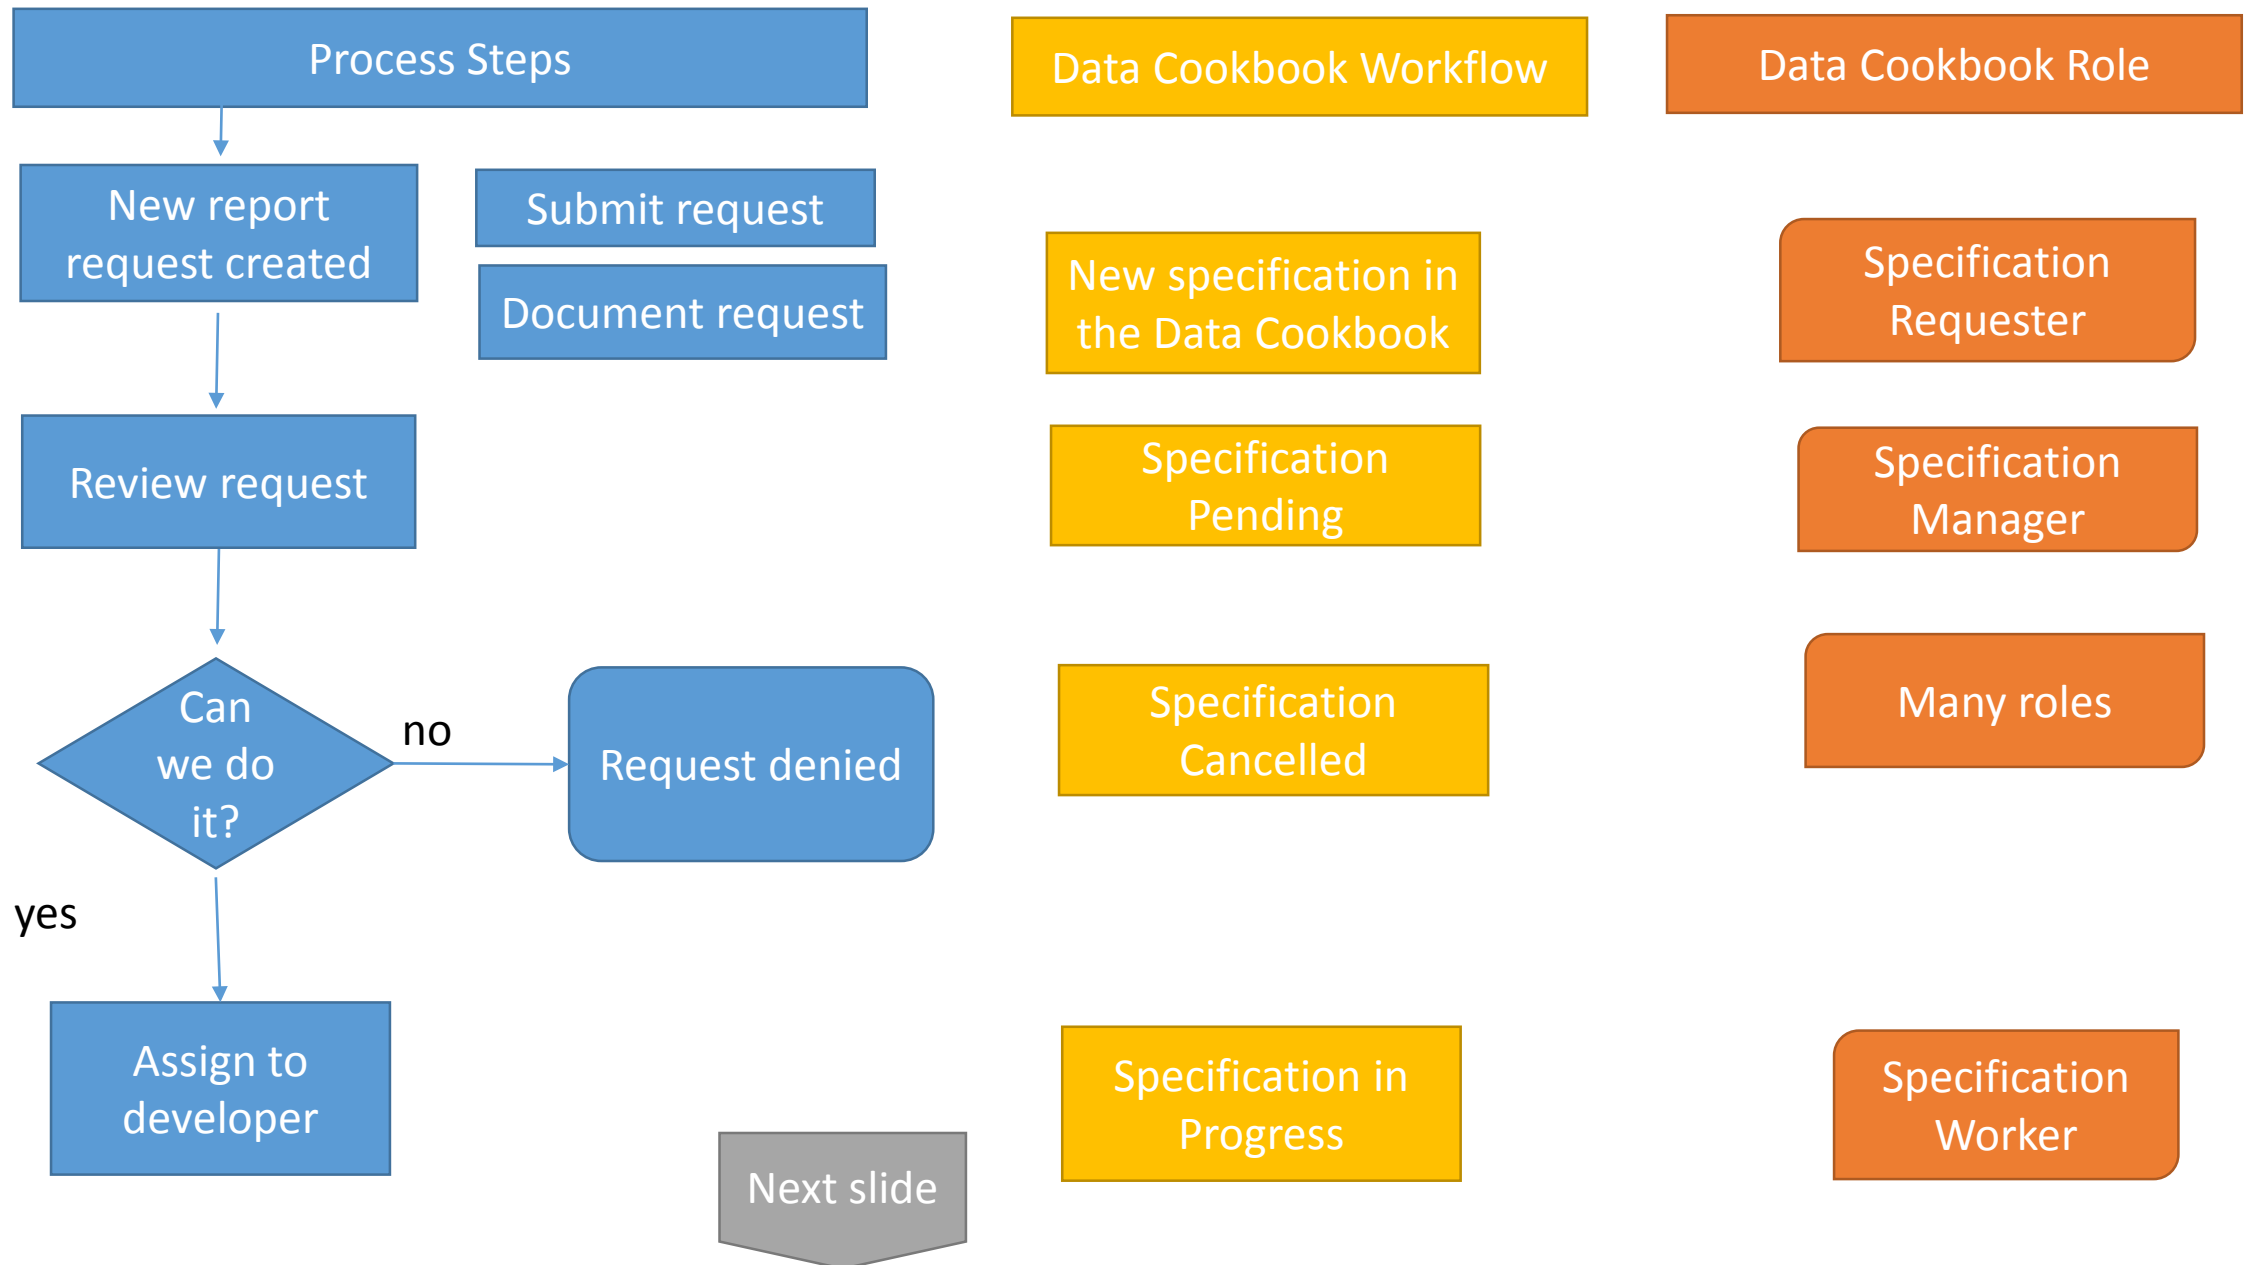 Process Steps
Data Cookbook Workflow
Data Cookbook Role
New report
request created
Submit request
Document request
New specification in
the Data Cookbook
Specification
Requester
Review request
Specification
Pending
Specification
Manager
Can
we do
it?
no
Request denied
Specification
Cancelled
Many roles
yes
Assign to
developer
Next slide
Specification in
Progress
Specification
Worker